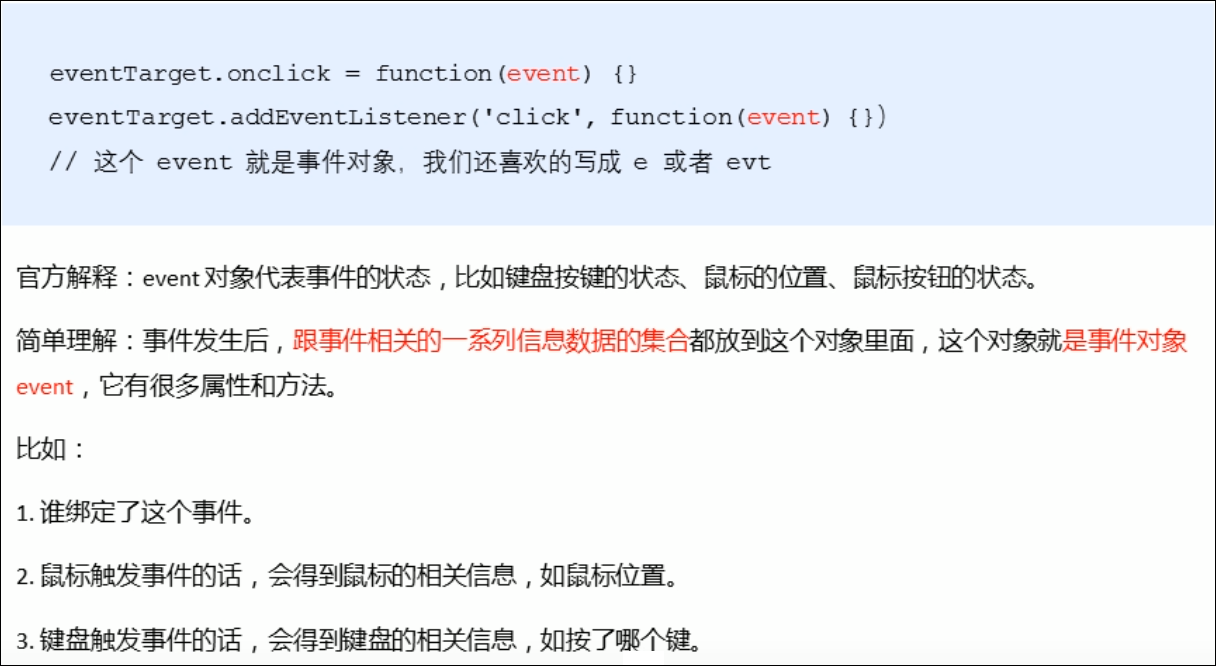 eventTarget.onclick = function(event) {}
eventTarget.addEventListener('click', function(event) {})
// 这个 event 就是事件对象，我们还喜欢的写成 e 或者 evt
官方解释：event 对象代表事件的状态，比如键盘按键的状态、鼠标的位置、鼠标按钮的状态。
简单理解：事件发生后，跟事件相关的一系列信息数据的集合都放到这个对象里面，这个对象就是事件对象
event，它有很多属性和方法。
比如：
1. 谁绑定了这个事件。
2. 鼠标触发事件的话，会得到鼠标的相关信息，如鼠标位置。
3. 键盘触发事件的话，会得到键盘的相关信息，如按了哪个键。